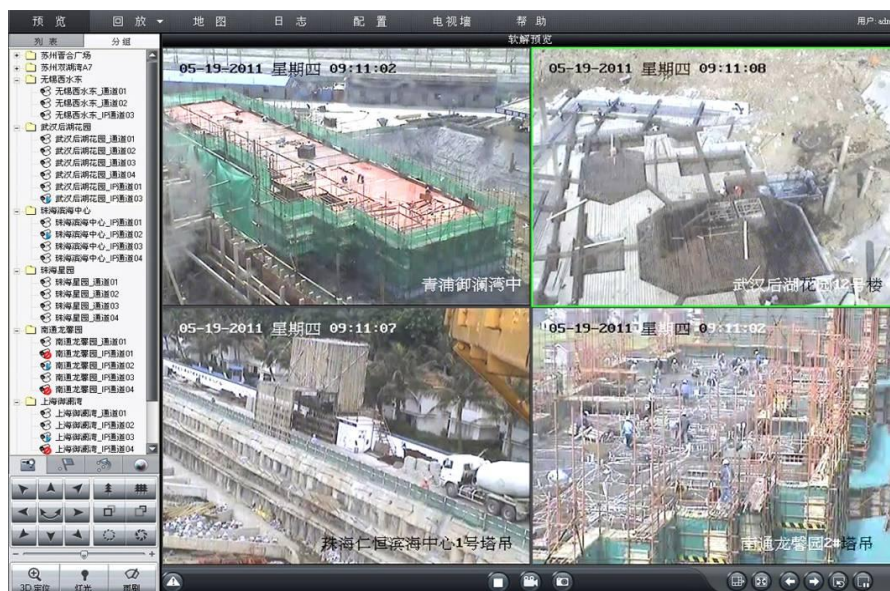 预 览
回 放
地 图
日 志
配 置
电视墙
帮 助
用户: adm
列 表
分 组
软解预览
苏州晋合广场
苏州双湖湾A7
无锡西水东
无锡西水东_通道01
无锡西水东_通道02
无锡西水东_IP通道03
武汉后湖花园
武汉后湖花园_通道01
武汉后湖花园_通道02
武汉后湖花园_通道03
武汉后湖花园_通道04
武汉后湖花园_IP通道01
武汉后湖花园_IP通道03
珠海滨海中心
珠海滨海中心_IP通道01
珠海滨海中心_IP通道02
珠海滨海中心_IP通道03
珠海滨海中心_IP通道04
珠海星园
珠海星园_通道01
珠海星园_通道02
珠海星园_通道03
珠海星园_通道04
南通龙馨园
南通龙馨园_通道01
南通龙馨园_IP通道01
南通龙馨园_IP通道02
南通龙馨园_IP通道03
南通龙馨园_IP通道04
上海御澜湾
上海御澜湾_通道01
上海御澜湾_IP通道02
上海御澜湾_IP通道03
上海御澜湾_IP通道04
3D定位
灯光
雨刷
05-19-2011 星期四 09:11:02
青浦御澜湾中
05-19-2011 星期四 09:11:08
武汉后湖花园12号楼
05-19-2011 星期四 09:11:07
珠海仁恒滨海中心1号塔吊
05-19-2011 星期四 09:11:02
南通龙馨园2#塔吊